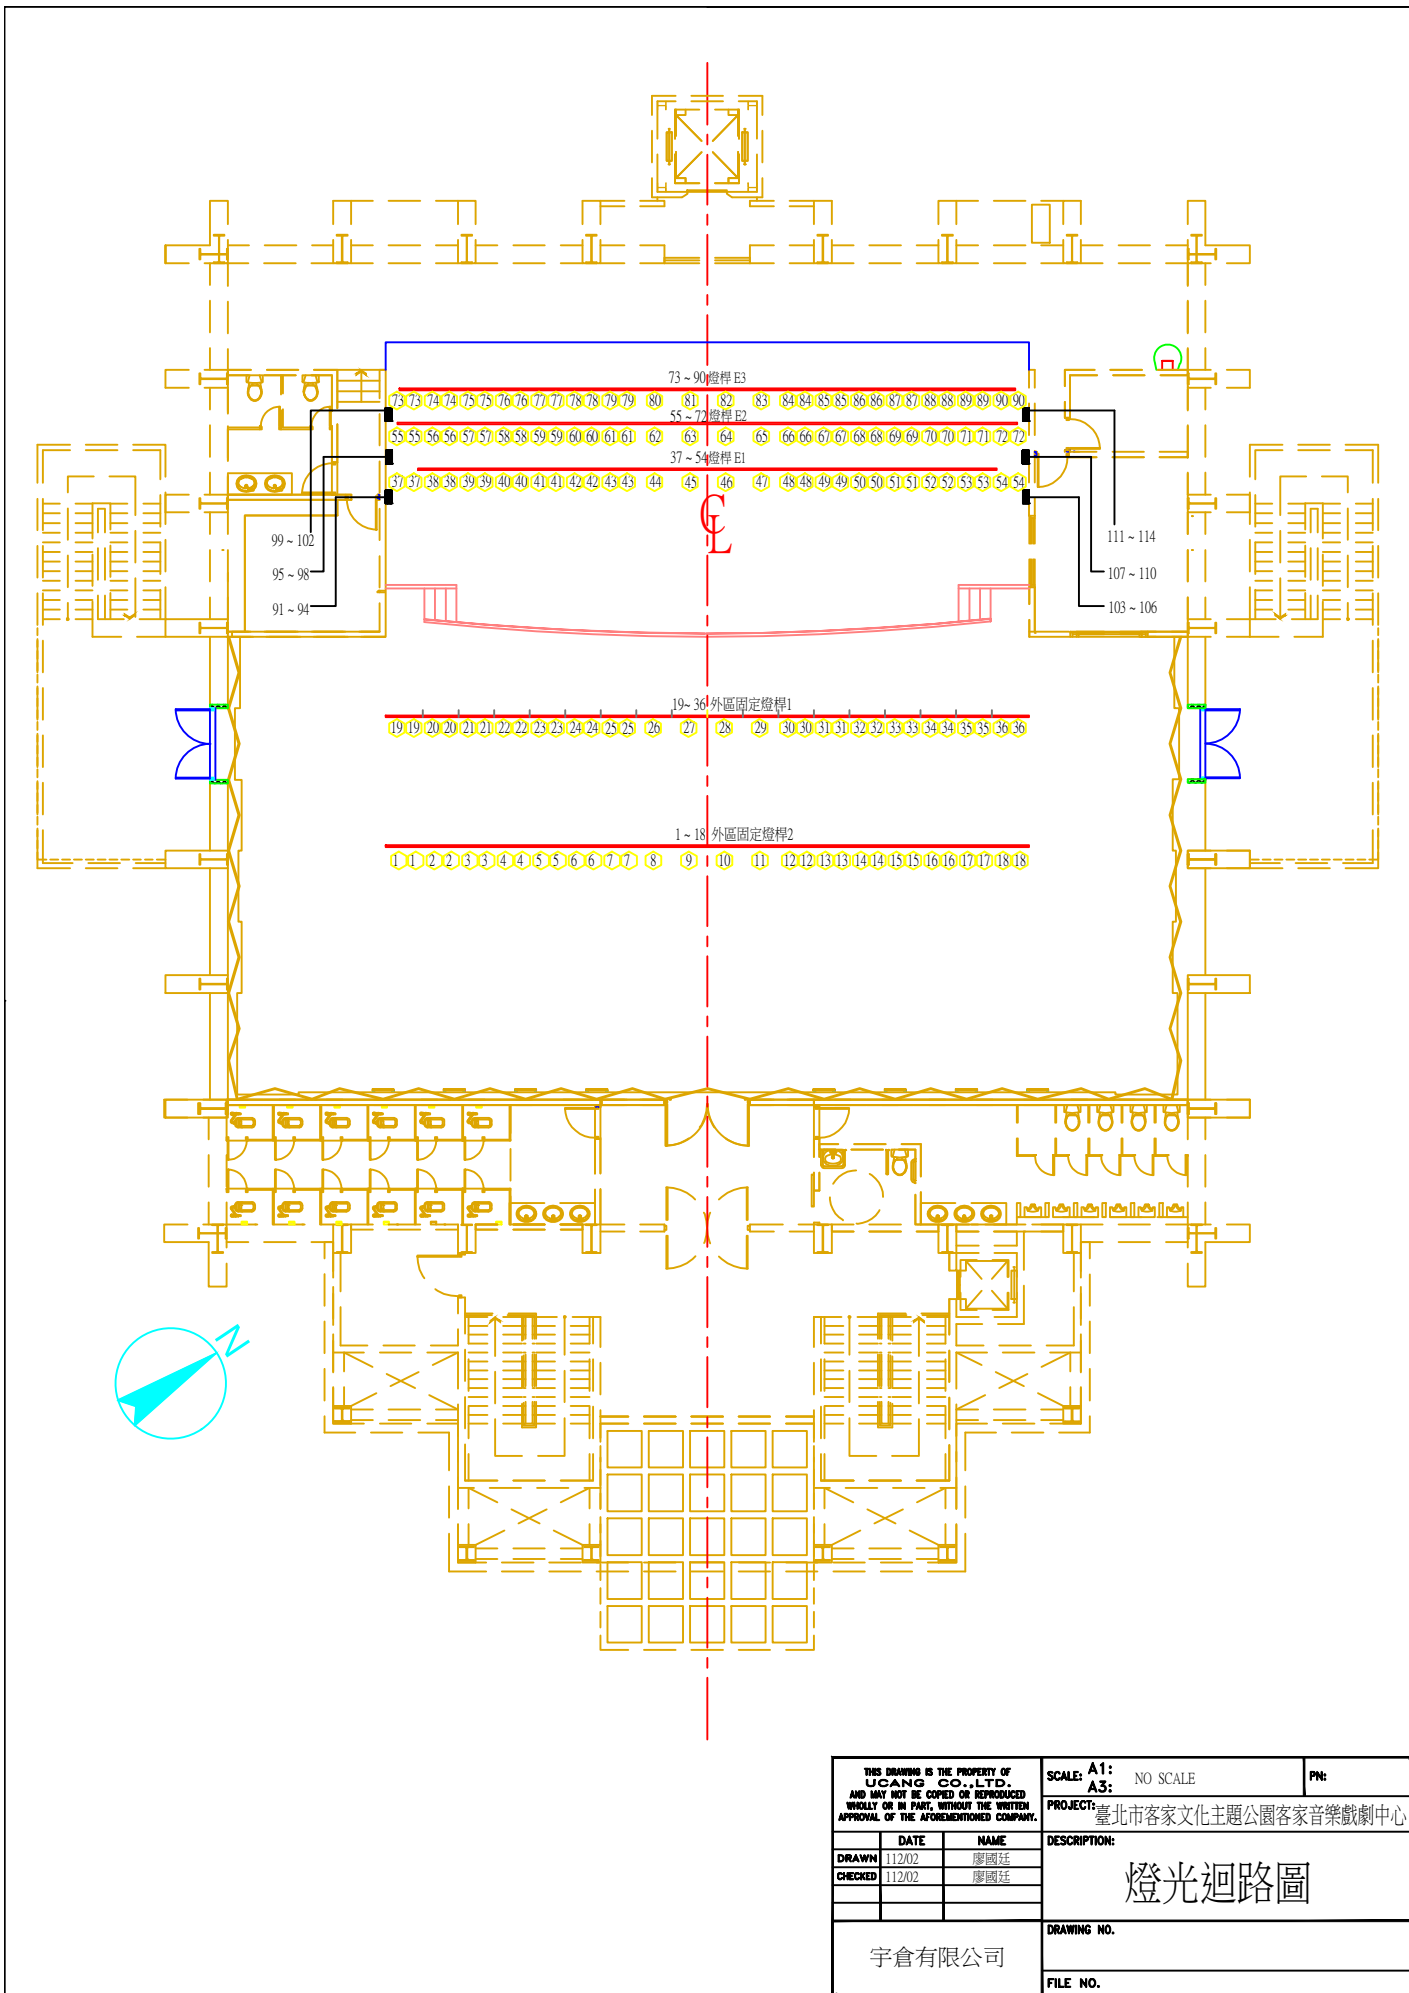 73 ~ 90 燈桿 E3
73 73 74 74 75 75 76 76 77 77 78 78 79 79 80 81 82 83 84 84 85 85 86 86 87 87 88 88 89 89 90 90
55 ~ 72 燈桿 E2
55 55 56 56 57 57 58 58 59 59 60 60 61 61 62 63 64 65 66 66 67 67 68 68 69 69 70 70 71 71 72 72
37 ~ 54 燈桿 E1
37 37 38 38 39 39 40 40 41 41 42 42 43 43 44 45 46 47 48 48 49 49 50 50 51 51 52 52 53 53 54 54
CL
99 ~ 102
95 ~ 98
91 ~ 94
111 ~ 114
107 ~ 110
103 ~ 106
19~ 36 外區固定燈桿1
19 19 20 20 21 21 22 22 23 23 24 24 25 25 26 27 28 29 30 30 31 31 32 32 33 33 34 34 35 35 36 36
1 ~ 18 外區固定燈桿2
1 1 2 2 3 3 4 4 5 5 6 6 7 7 8 9 10 11 12 12 13 13 14 14 15 15 16 16 17 17 18 18
N
THIS DRAWING IS THE PROPERTY OF
UCANG CO.,LTD.
AND MAY NOT BE COPIED OR REPRODUCED
WHOLLY OR IN PART, WITHOUT THE WRITTEN
APPROVAL OF THE AFOREMENTIONED COMPANY.
DATE NAME
DRAWN 112/02 廖國廷
CHECKED 112/02 廖國廷
宇倉有限公司
SCALE: A1:
A3: NO SCALE
PN:
PROJECT: 臺北市客家文化主題公園客家音樂戲劇中心
DESCRIPTION:
燈光迴路圖
DRAWING NO.
FILE NO.